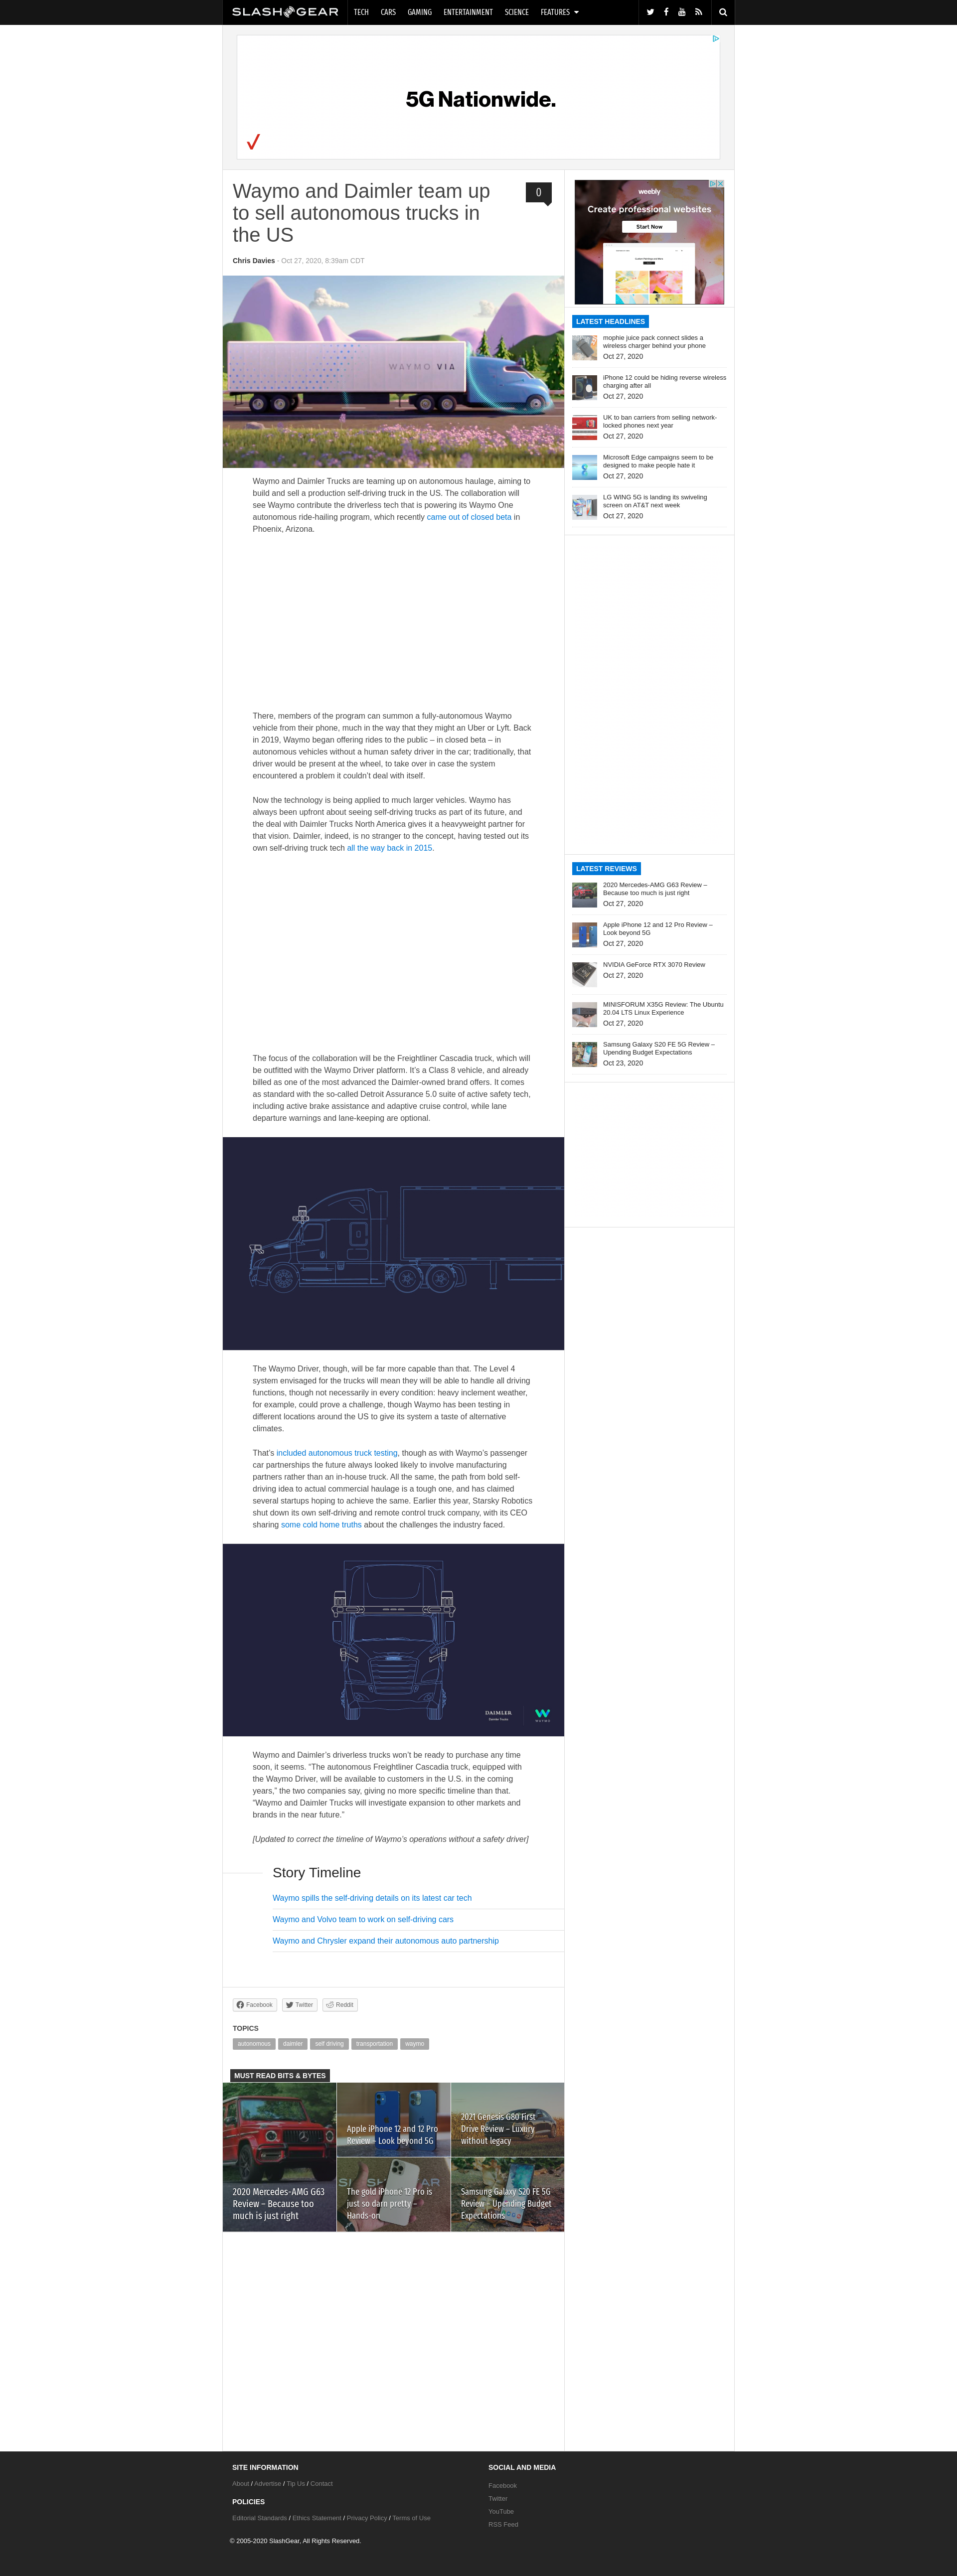 SLASHGEAR
TECH CARS GAMING ENTERTAINMENT SCIENCE FEATURES
5G Nationwide.
Waymo and Daimler team up
to sell autonomous trucks in
the US
0
Chris Davies - Oct 27, 2020, 8:39am CDT
WAYMO VIA
Waymo and Daimler Trucks are teaming up on autonomous haulage, aiming to
build and sell a production self-driving truck in the US. The collaboration will
see Waymo contribute the driverless tech that is powering its Waymo One
autonomous ride-hailing program, which recently came out of closed beta in
Phoenix, Arizona.
There, members of the program can summon a fully-autonomous Waymo
vehicle from their phone, much in the way that they might an Uber or Lyft. Back
in 2019, Waymo began offering rides to the public – in closed beta – in
autonomous vehicles without a human safety driver in the car; traditionally, that
driver would be present at the wheel, to take over in case the system
encountered a problem it couldn’t deal with itself.
Now the technology is being applied to much larger vehicles. Waymo has
always been upfront about seeing self-driving trucks as part of its future, and
the deal with Daimler Trucks North America gives it a heavyweight partner for
that vision. Daimler, indeed, is no stranger to the concept, having tested out its
own self-driving truck tech all the way back in 2015.
The focus of the collaboration will be the Freightliner Cascadia truck, which will
be outfitted with the Waymo Driver platform. It’s a Class 8 vehicle, and already
billed as one of the most advanced the Daimler-owned brand offers. It comes
as standard with the so-called Detroit Assurance 5.0 suite of active safety tech,
including active brake assistance and adaptive cruise control, while lane
departure warnings and lane-keeping are optional.
The Waymo Driver, though, will be far more capable than that. The Level 4
system envisaged for the trucks will mean they will be able to handle all driving
functions, though not necessarily in every condition: heavy inclement weather,
for example, could prove a challenge, though Waymo has been testing in
different locations around the US to give its system a taste of alternative
climates.
That’s included autonomous truck testing, though as with Waymo’s passenger
car partnerships the future always looked likely to involve manufacturing
partners rather than an in-house truck. All the same, the path from bold self-
driving idea to actual commercial haulage is a tough one, and has claimed
several startups hoping to achieve the same. Earlier this year, Starsky Robotics
shut down its own self-driving and remote control truck company, with its CEO
sharing some cold home truths about the challenges the industry faced.
DAIMLER
Daimler Trucks
WAYMO
Waymo and Daimler’s driverless trucks won’t be ready to purchase any time
soon, it seems. “The autonomous Freightliner Cascadia truck, equipped with
the Waymo Driver, will be available to customers in the U.S. in the coming
years,” the two companies say, giving no more specific timeline than that.
“Waymo and Daimler Trucks will investigate expansion to other markets and
brands in the near future.”
[Updated to correct the timeline of Waymo’s operations without a safety driver]
Story Timeline
Waymo spills the self-driving details on its latest car tech
Waymo and Volvo team to work on self-driving cars
Waymo and Chrysler expand their autonomous auto partnership
Facebook Twitter Reddit
TOPICS
autonomous daimler self driving transportation waymo
MUST READ BITS & BYTES
2020 Mercedes-AMG G63
Review – Because too
much is just right
Apple iPhone 12 and 12 Pro
Review – Look beyond 5G
2021 Genesis G80 First
Drive Review – Luxury
without legacy
SLASHGEAR
The gold iPhone 12 Pro is
just so darn pretty –
Hands-on
Samsung Galaxy S20 FE 5G
Review – Upending Budget
Expectations
weebly
Create professional websites
Start Now
LATEST HEADLINES
mophie juice pack connect slides a
wireless charger behind your phone
Oct 27, 2020
iPhone 12 could be hiding reverse wireless
charging after all
Oct 27, 2020
UK to ban carriers from selling network-
locked phones next year
Oct 27, 2020
Microsoft Edge campaigns seem to be
designed to make people hate it
Oct 27, 2020
LG WING 5G is landing its swiveling
screen on AT&T next week
Oct 27, 2020
LATEST REVIEWS
2020 Mercedes-AMG G63 Review –
Because too much is just right
Oct 27, 2020
Apple iPhone 12 and 12 Pro Review –
Look beyond 5G
Oct 27, 2020
NVIDIA GeForce RTX 3070 Review
Oct 27, 2020
MINISFORUM X35G Review: The Ubuntu
20.04 LTS Linux Experience
Oct 27, 2020
Samsung Galaxy S20 FE 5G Review –
Upending Budget Expectations
Oct 23, 2020
SITE INFORMATION
About / Advertise / Tip Us / Contact
POLICIES
Editorial Standards / Ethics Statement / Privacy Policy / Terms of Use
© 2005-2020 SlashGear, All Rights Reserved.
SOCIAL AND MEDIA
Facebook
Twitter
YouTube
RSS Feed